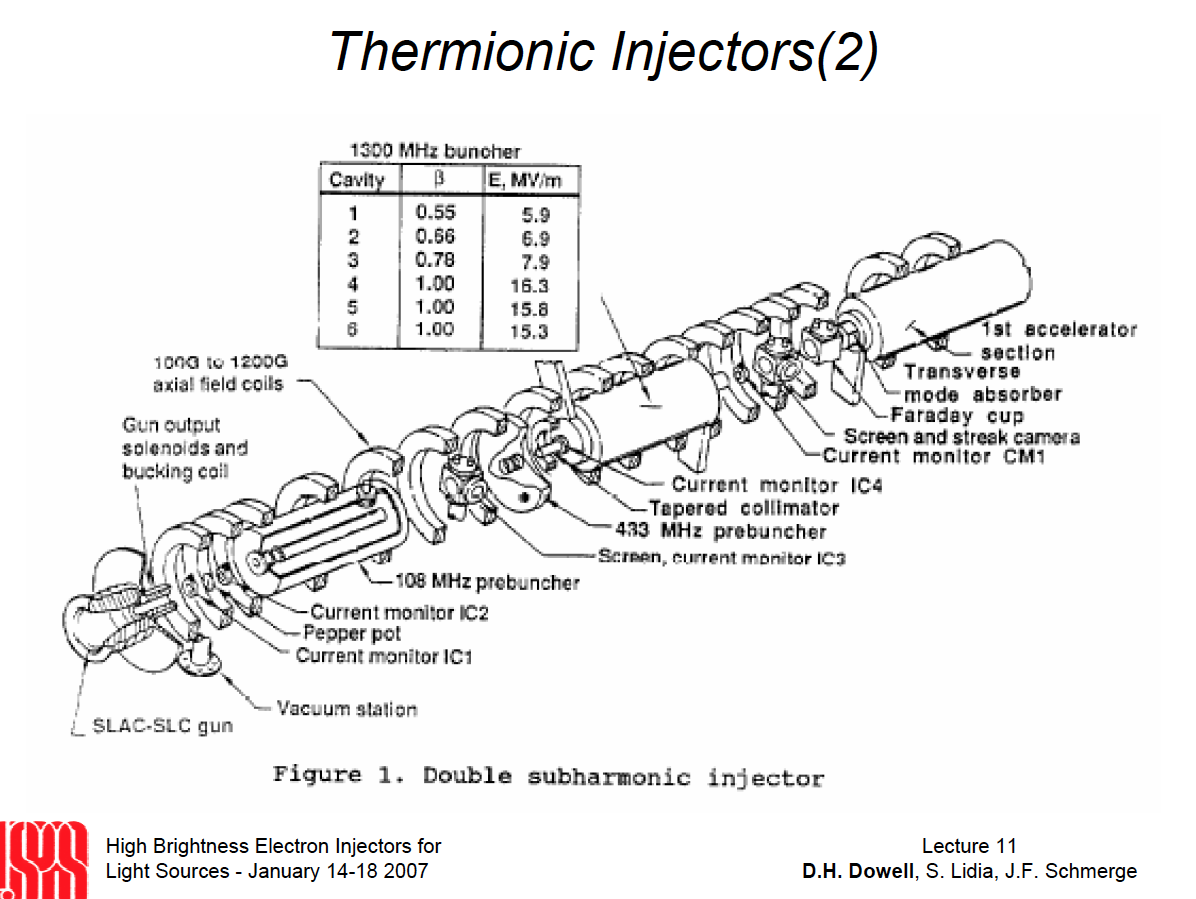 Thermionic Injectors(2)
1300 MHz buncher
Cavity β E, MV/m
1 0.55 5.9
2 0.66 6.9
3 0.78 7.9
4 1.00 16.3
5 1.00 15.8
6 1.00 15.3
100G to 1200G
axial field coils
Gun output
solenoids and
bucking coil
1st accelerator
section
Transverse
mode absorber
Faraday cup
Screen and streak camera
Current monitor CM1
Current monitor IC4
Tapered collimator
433 MHz prebuncher
Screen, current monitor IC3
108 MHz prebuncher
Current monitor IC2
Pepper pot
Current monitor IC1
Vacuum station
SLAC-SLC gun
Figure 1. Double subharmonic injector
High Brightness Electron Injectors for
Light Sources - January 14-18 2007
Lecture 11
D.H. Dowell, S. Lidia, J.F. Schmerge